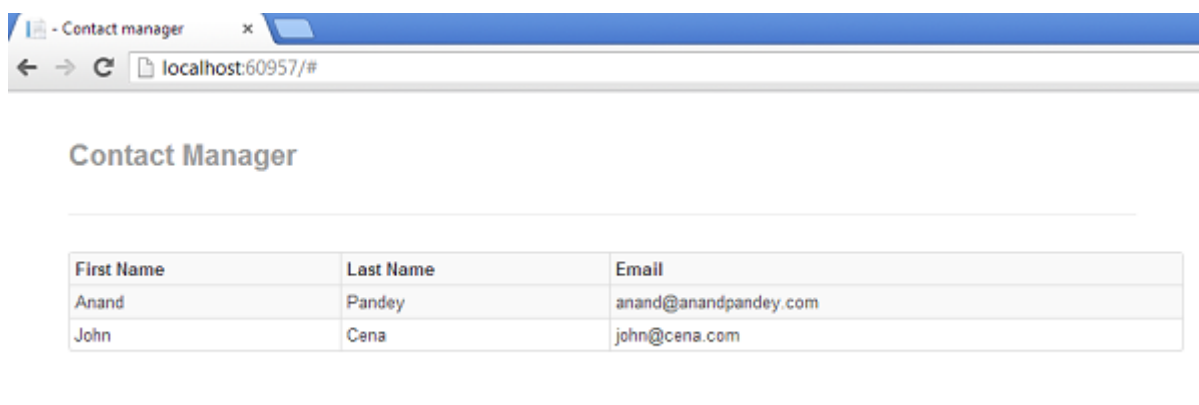 - Contact manager ×
localhost:60957/#
Contact Manager
First Name Last Name Email
Anand Pandey anand@anandpandey.com
John Cena john@cena.com